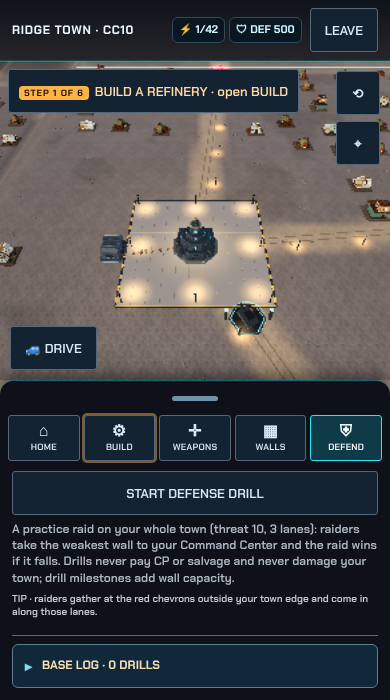 RIDGE TOWN · CC10
⚡ 1/42
🛡 DEF 500
LEAVE
STEP 1 OF 6 BUILD A REFINERY · open BUILD
🚙 DRIVE
HOME
BUILD
WEAPONS
WALLS
DEFEND
START DEFENSE DRILL
A practice raid on your whole town (threat 10, 3 lanes): raiders
take the weakest wall to your Command Center and the raid wins
if it falls. Drills never pay CP or salvage and never damage your
town; drill milestones add wall capacity.
TIP · raiders gather at the red chevrons outside your town edge and come in
along those lanes.
▶ BASE LOG · 0 DRILLS